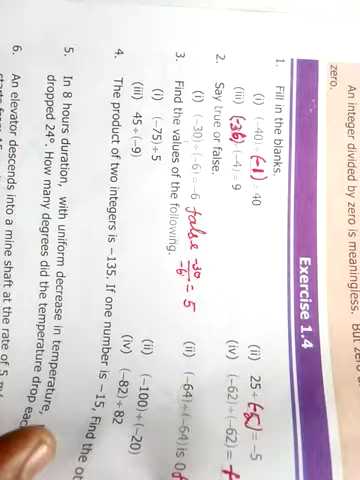 An integer divided by zero is meaningless. But zero
zero.
Exercise 1.4
1. Fill in the blanks.
(i) (-40) ÷ (-1) = 40 (ii) 25 ÷ (-5) = -5
(iii) (-36) ÷ (-4) = 9 (iv) (-62) ÷ (-62) =
2. Say true or false.
(i) (-30) ÷ (-6) = -6 false -30/-6 = 5 (ii) (-64) ÷ (-64) is 0
3. Find the values of the following.
(i) (-75) ÷ 5 (ii) (-100) ÷ (-20)
(iii) 45 ÷ (-9) (iv) (-82) ÷ 82
4. The product of two integers is -135. If one number is -15, Find the ot
5. In 8 hours duration, with uniform decrease in temperature,
dropped 24°. How many degrees did the temperature drop eac
6. An elevator descends into a mine shaft at the rate of 5 m/